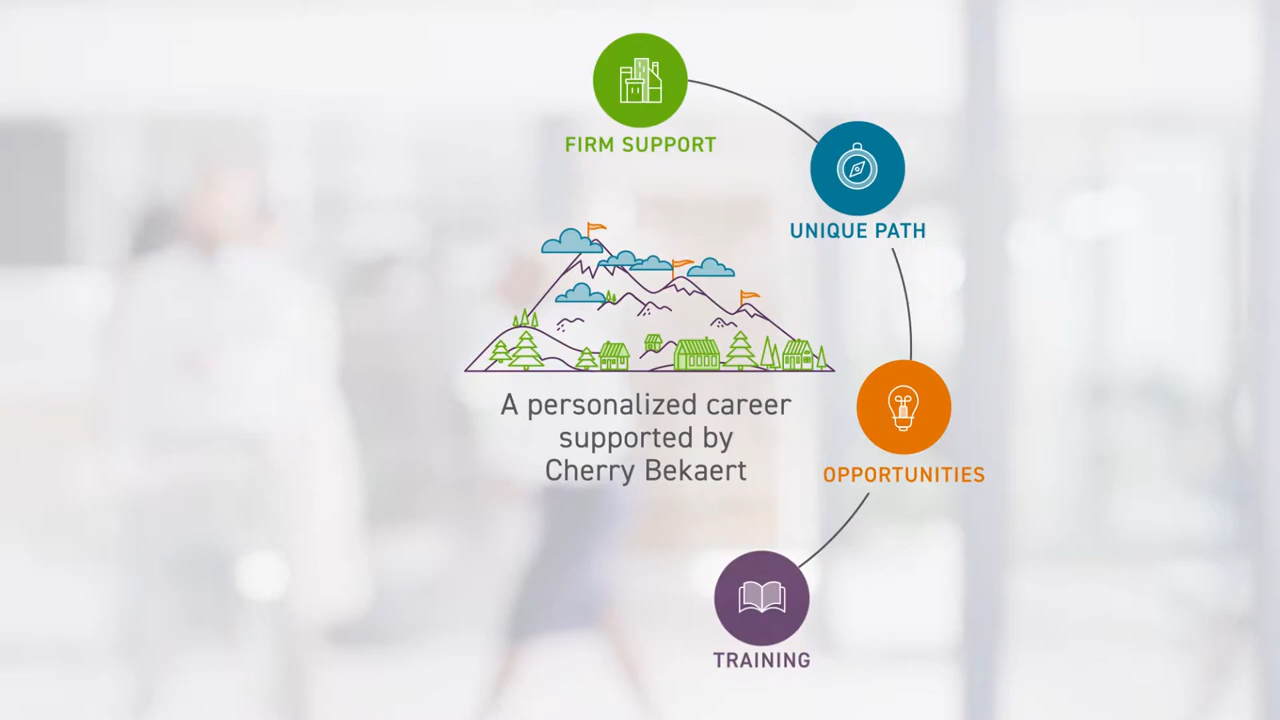 FIRM SUPPORT
UNIQUE PATH
A personalized career
supported by
Cherry Bekaert
OPPORTUNITIES
TRAINING